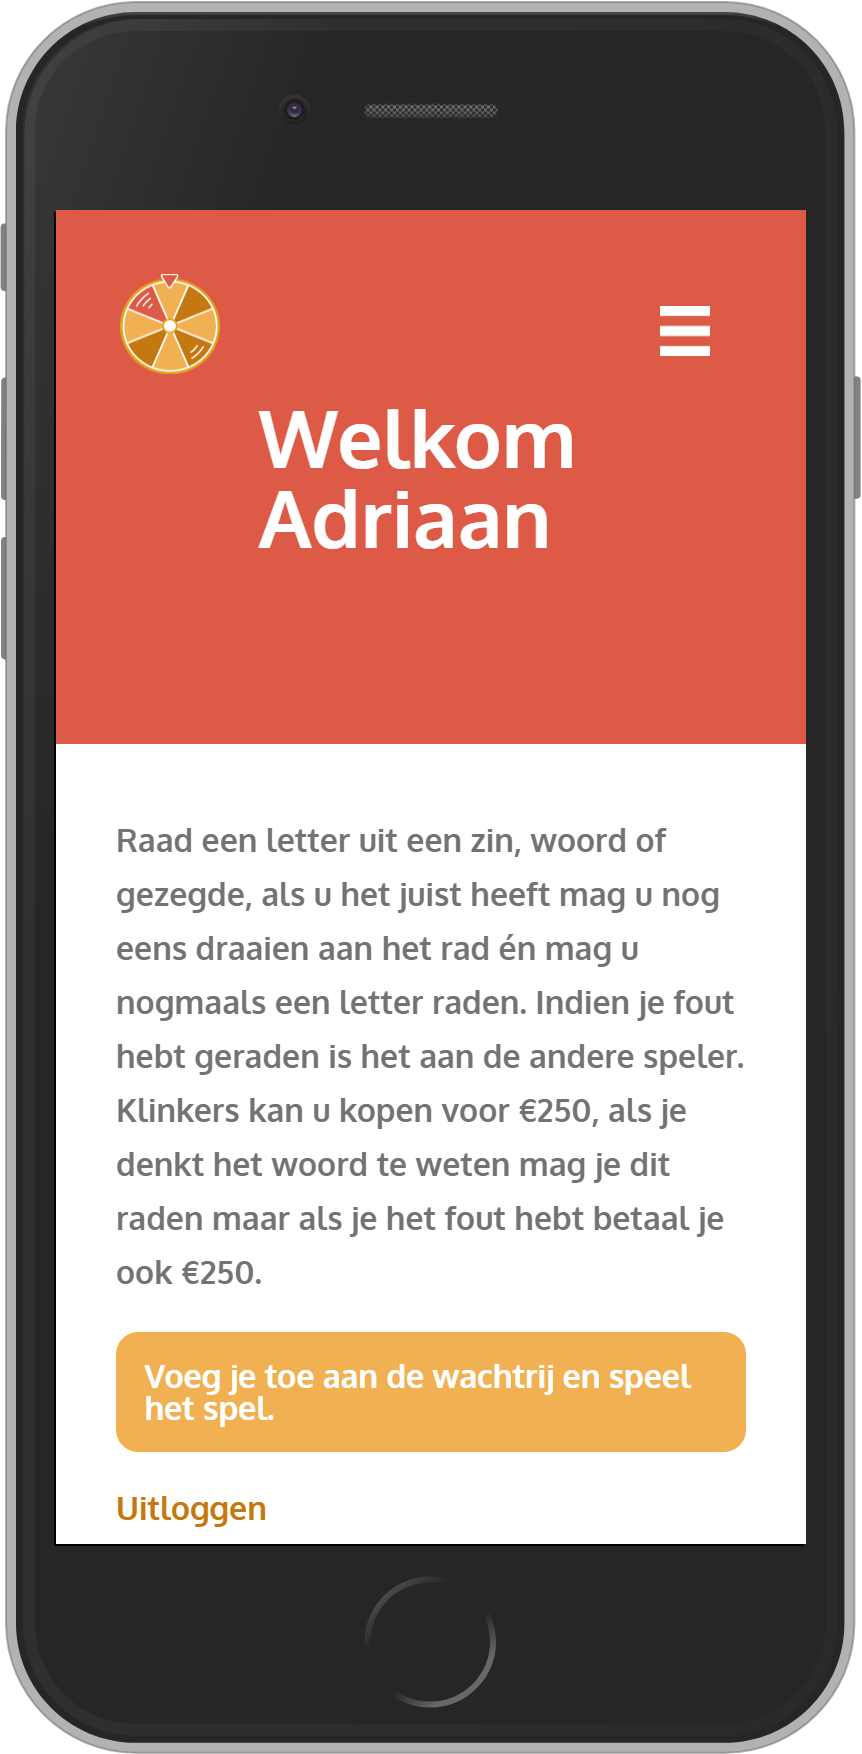 Welkom
Adriaan
Raad een letter uit een zin, woord of
gezegde, als u het juist heeft mag u nog
eens draaien aan het rad én mag u
nogmaals een letter raden. Indien je fout
hebt geraden is het aan de andere speler.
Klinkers kan u kopen voor €250, als je
denkt het woord te weten mag je dit
raden maar als je het fout hebt betaal je
ook €250.
Voeg je toe aan de wachtrij en speel
het spel.
Uitloggen